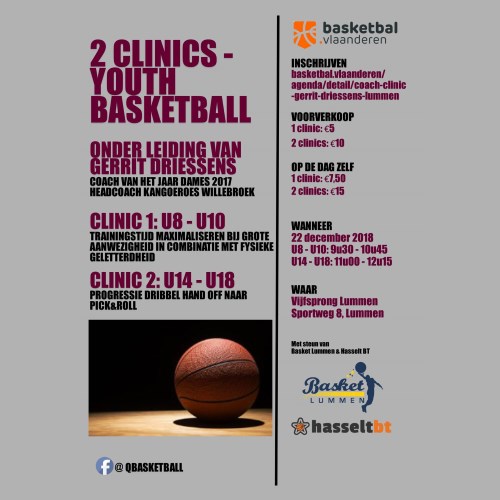 2 CLINICS -
YOUTH
BASKETBALL
ONDER LEIDING VAN
GERRIT DRIESSENS
COACH VAN HET JAAR DAMES 2017
HEADCOACH KANGOEROES WILLEBROEK
CLINIC 1: U8 - U10
TRAININGSTIJD MAXIMALISEREN BIJ GROTE
AANWEZIGHEID IN COMBINATIE MET FYSIEKE
GELETTERDHEID
CLINIC 2: U14 - U18
PROGRESSIE DRIBBEL HAND OFF NAAR
PICK&ROLL
@ QBASKETBALL
basketbal
.vlaanderen
INSCHRIJVEN
basketbal.vlaanderen/
agenda/detail/coach-clinic
-gerrit-driessens-lummen
VOORVERKOOP
1 clinic: €5
2 clinics: €10
OP DE DAG ZELF
1 clinic: €7,50
2 clinics: €15
WANNEER
22 december 2018
U8 - U10: 9u30 - 10u45
U14 - U18: 11u00 - 12u15
WAAR
Vijfsprong Lummen
Sportweg 8, Lummen
Met steun van
Basket Lummen & Hasselt BT
Basket
LUMMEN
hasseltbt